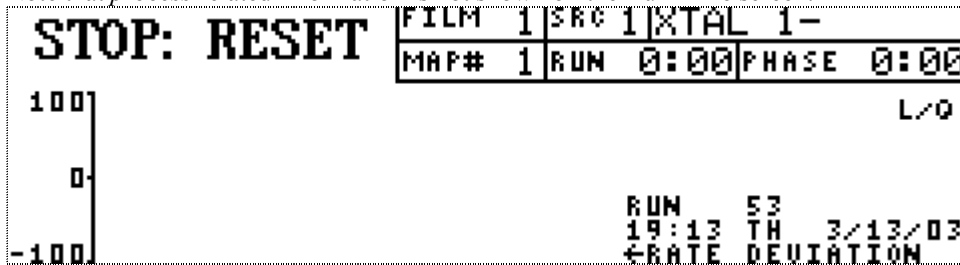 STOP: RESET
FILM 1 SRC 1 XTAL 1-
MAP# 1 RUN 0:00 PHASE 0:00
100
L/Q
0
RUN 53
19:13 TH 3/13/03
-100
←RATE DEVIATION